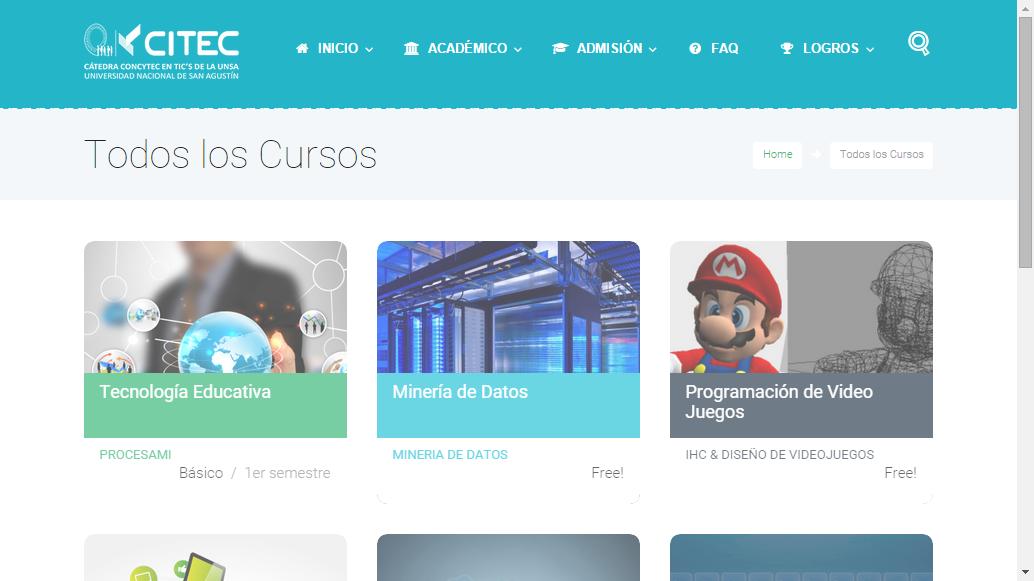 CITEC
CÁTEDRA CONCYTEC EN TIC'S DE LA UNSA
UNIVERSIDAD NACIONAL DE SAN AGUSTÍN
INICIO
ACADÉMICO
ADMISIÓN
FAQ
LOGROS
Todos los Cursos
Home
Todos los Cursos
M
Tecnología Educativa
PROCESAMI
Básico / 1er semestre
Minería de Datos
MINERIA DE DATOS
Free!
Programación de Video
Juegos
IHC & DISEÑO DE VIDEOJUEGOS
Free!